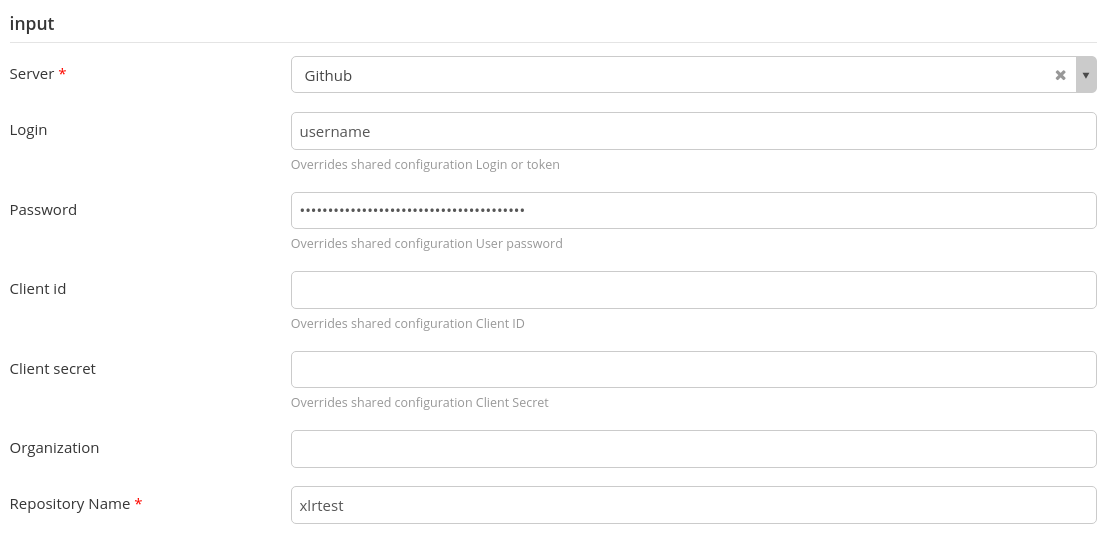 input
Server *
Github
Login
username
Overrides shared configuration Login or token
Password
••••••••••••••••••••••••••••••••••••••••
Overrides shared configuration User password
Client id
Overrides shared configuration Client ID
Client secret
Overrides shared configuration Client Secret
Organization
Repository Name *
xlrtest